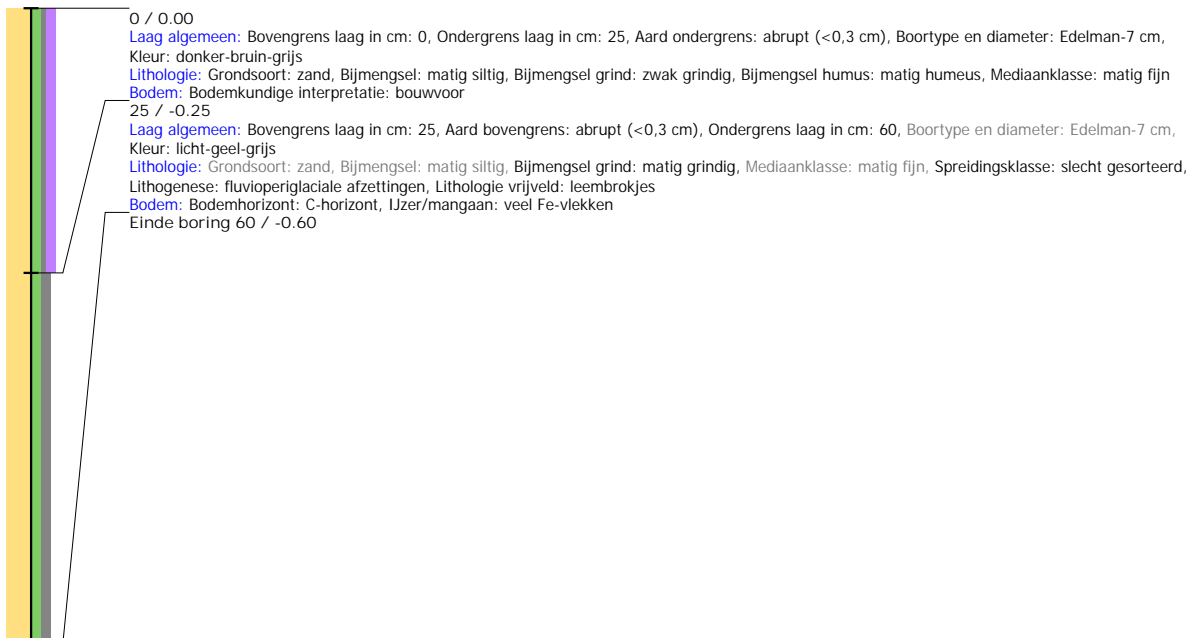 0 / 0.00
Laag algemeen: Bovengrens laag in cm: 0, Ondergrens laag in cm: 25, Aard ondergrens: abrupt (<0,3 cm), Boortype en diameter: Edelman-7 cm,
Kleur: donker-bruin-grijs
Lithologie: Grondsoort: zand, Bijmengsel: matig siltig, Bijmengsel grind: zwak grindig, Bijmengsel humus: matig humeus, Mediaanklasse: matig fijn
Bodem: Bodemkundige interpretatie: bouwvoor
25 / -0.25
Laag algemeen: Bovengrens laag in cm: 25, Aard bovengrens: abrupt (<0,3 cm), Ondergrens laag in cm: 60, Boortype en diameter: Edelman-7 cm,
Kleur: licht-geel-grijs
Lithologie: Grondsoort: zand, Bijmengsel: matig siltig, Bijmengsel grind: matig grindig, Mediaanklasse: matig fijn, Spreidingsklasse: slecht gesorteerd,
Lithogenese: fluvioperiglaciale afzettingen, Lithologie vrijveld: leembrokjes
Bodem: Bodemhorizont: C-horizont, IJzer/mangaan: veel Fe-vlekken
Einde boring 60 / -0.60